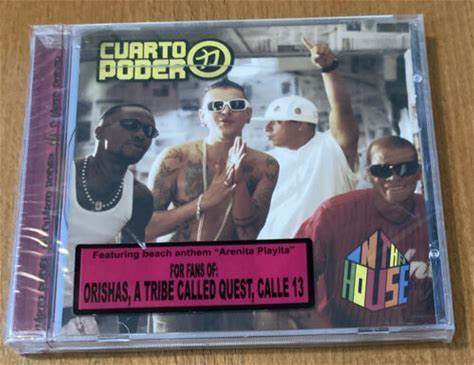 CUARTO
PODER
Featuring beach anthem "Arenita Playita"
FOR FANS OF:
ORISHAS, A TRIBE CALLED QUEST, CALLE 13
IN THE
HOUSE